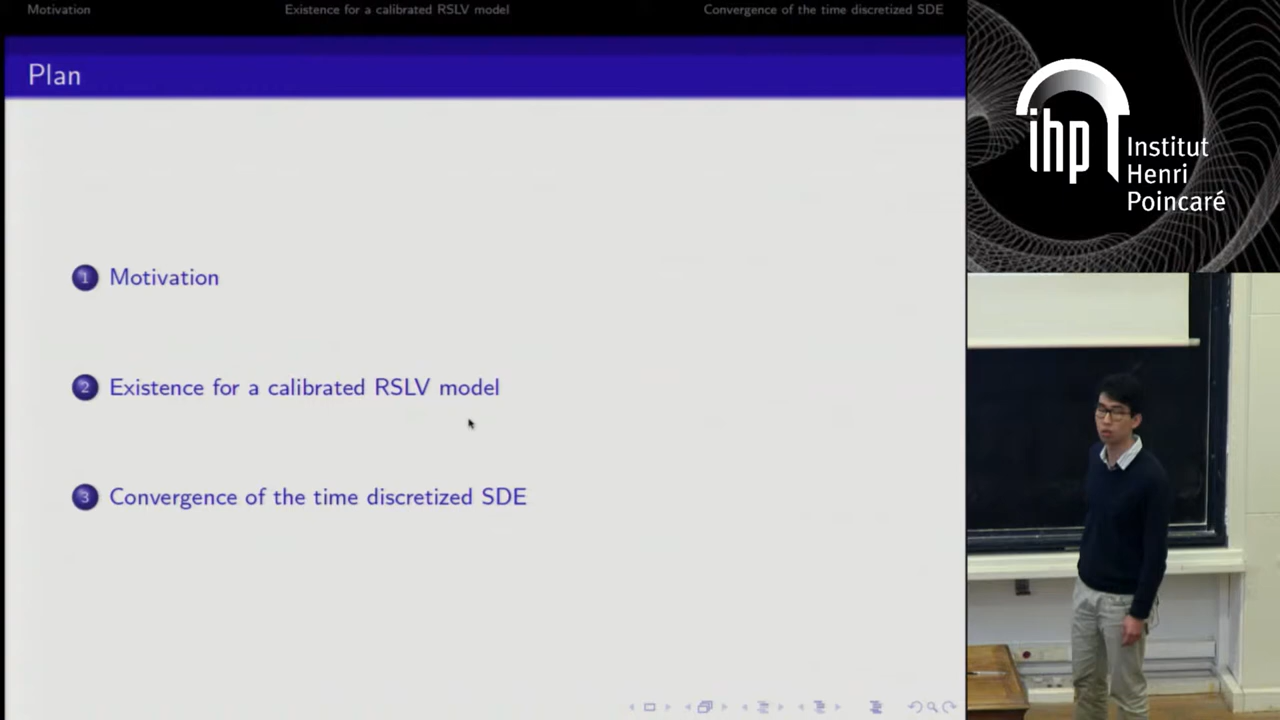 Motivation
Existence for a calibrated RSLV model
Convergence of the time discretized SDE
Plan
1 Motivation
2 Existence for a calibrated RSLV model
3 Convergence of the time discretized SDE
ihp Institut
Henri
Poincaré